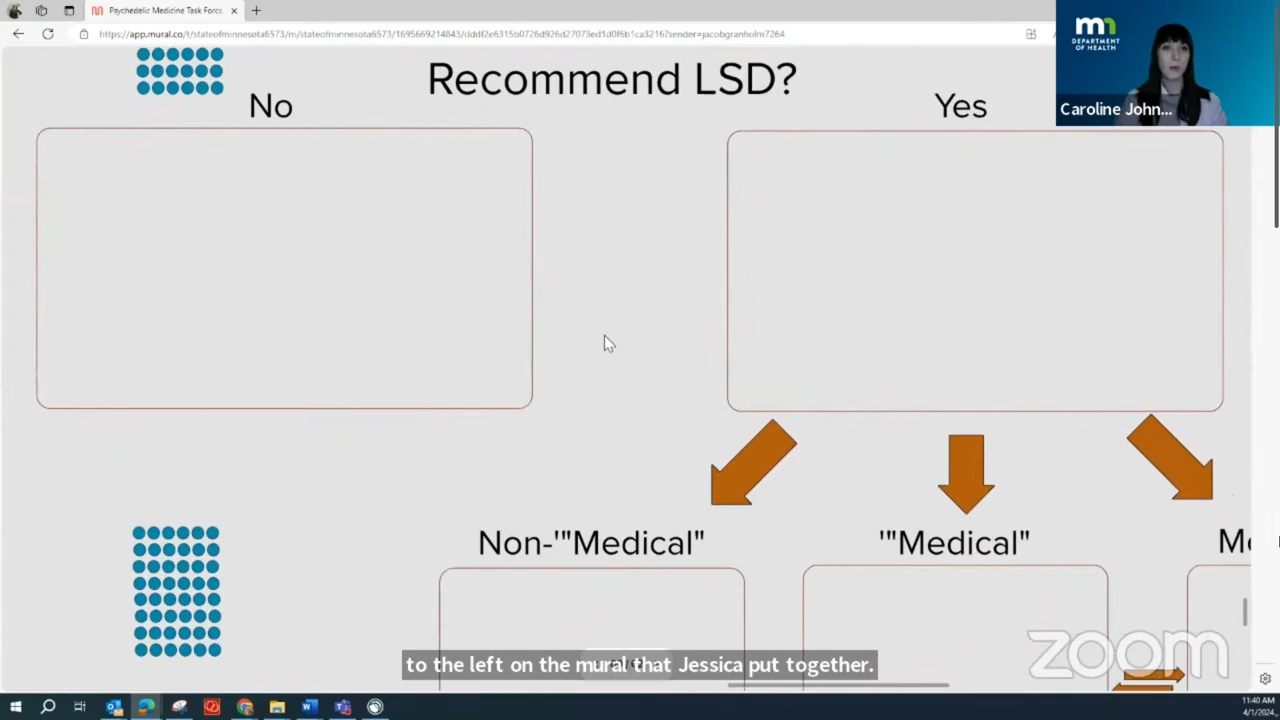 Psychedelic Medicine Task Force
https://app.mural.co/t/stateofminnesota6573/m/stateofminnesota6573/1695669214843/dddf2e6315b0726d926d27073ed1d0f6b1ca3216?sender=jacobgranholm7264
mn
DEPARTMENT
OF HEALTH
Caroline John...
Recommend LSD?
No
Yes
Non-'"Medical"
'"Medical"
Me
to the left on the mural that Jessica put together.
zoom
11:40 AM
4/1/2024